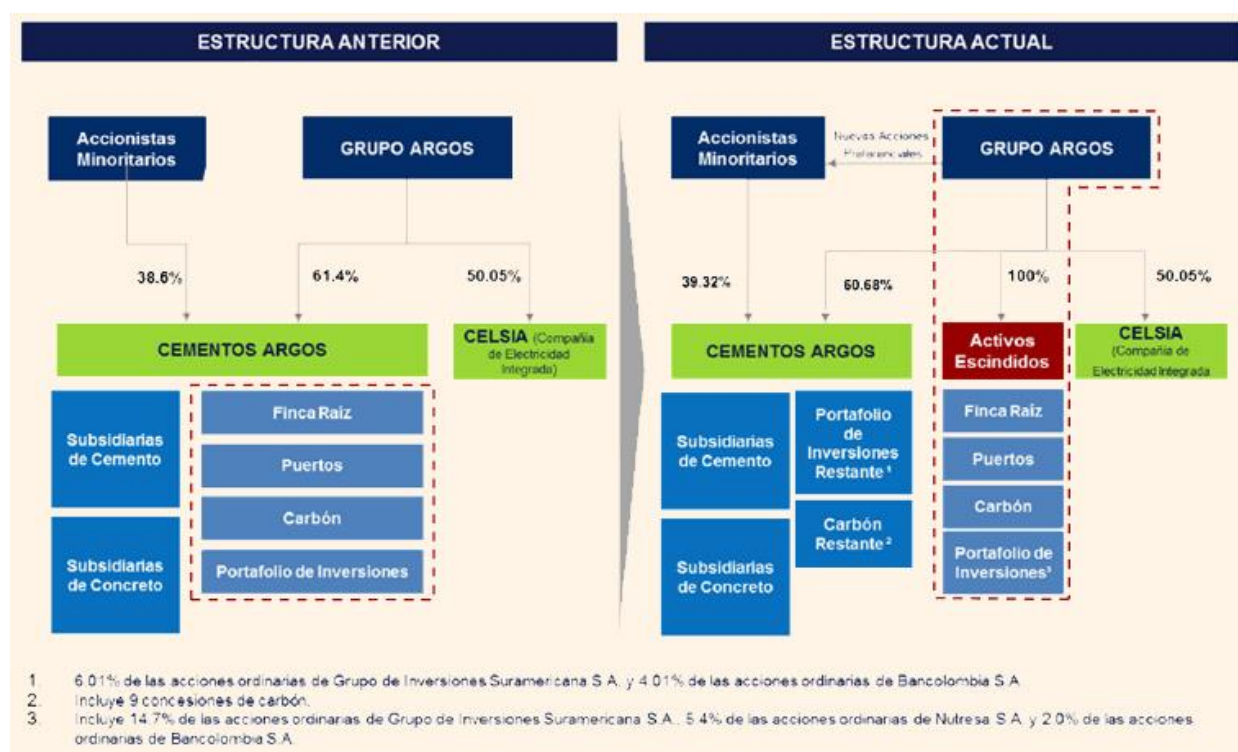 ESTRUCTURA ANTERIOR
Accionistas
Minoritarios
GRUPO ARGOS
38.6%
61.4%
50.05%
CEMENTOS ARGOS
CELSIA (Compañía
de Electricidad
Integrada)
Subsidiarias
de Cemento
Subsidiarias
de Concreto
Finca Raíz
Puertos
Carbón
Portafolio de Inversiones
ESTRUCTURA ACTUAL
Accionistas
Minoritarios
Nuevas Acciones
Preferenciales
GRUPO ARGOS
39.32%
60.68%
100%
50.05%
CEMENTOS ARGOS
Activos
Escindidos
CELSIA
(Compañía de
Electricidad Integrada
Subsidiarias
de Cemento
Subsidiarias
de Concreto
Portafolio
de
Inversiones
Restante ¹
Carbón
Restante ²
Finca Raíz
Puertos
Carbón
Portafolio de
Inversiones³
1. 6.01% de las acciones ordinarias de Grupo de Inversiones Suramericana S.A. y 4.01% de las acciones ordinarias de Bancolombia S.A.
2. Incluye 9 concesiones de carbón.
3. Incluye 14.7% de las acciones ordinarias de Grupo de Inversiones Suramericana S.A., 5.4% de las acciones ordinarias de Nutresa S.A. y 2.0% de las acciones
ordinarias de Bancolombia S.A.